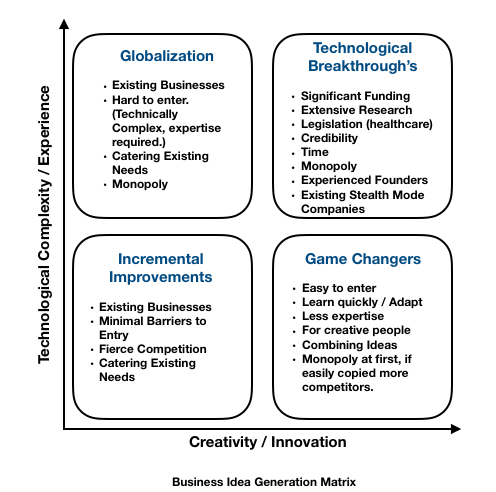 Technological Complexity / Experience
Globalization
• Existing Businesses
• Hard to enter.
(Technically
Complex, expertise
required.)
• Catering Existing
Needs
• Monopoly
Technological
Breakthrough's
• Significant Funding
• Extensive Research
• Legislation (healthcare)
• Credibility
• Time
• Monopoly
• Experienced Founders
• Existing Stealth Mode
Companies
Incremental
Improvements
• Existing Businesses
• Minimal Barriers to
Entry
• Fierce Competition
• Catering Existing
Needs
Game Changers
• Easy to enter
• Learn quickly / Adapt
• Less expertise
• For creative people
• Combining Ideas
• Monopoly at first, if
easily copied more
competitors.
Creativity / Innovation
Business Idea Generation Matrix